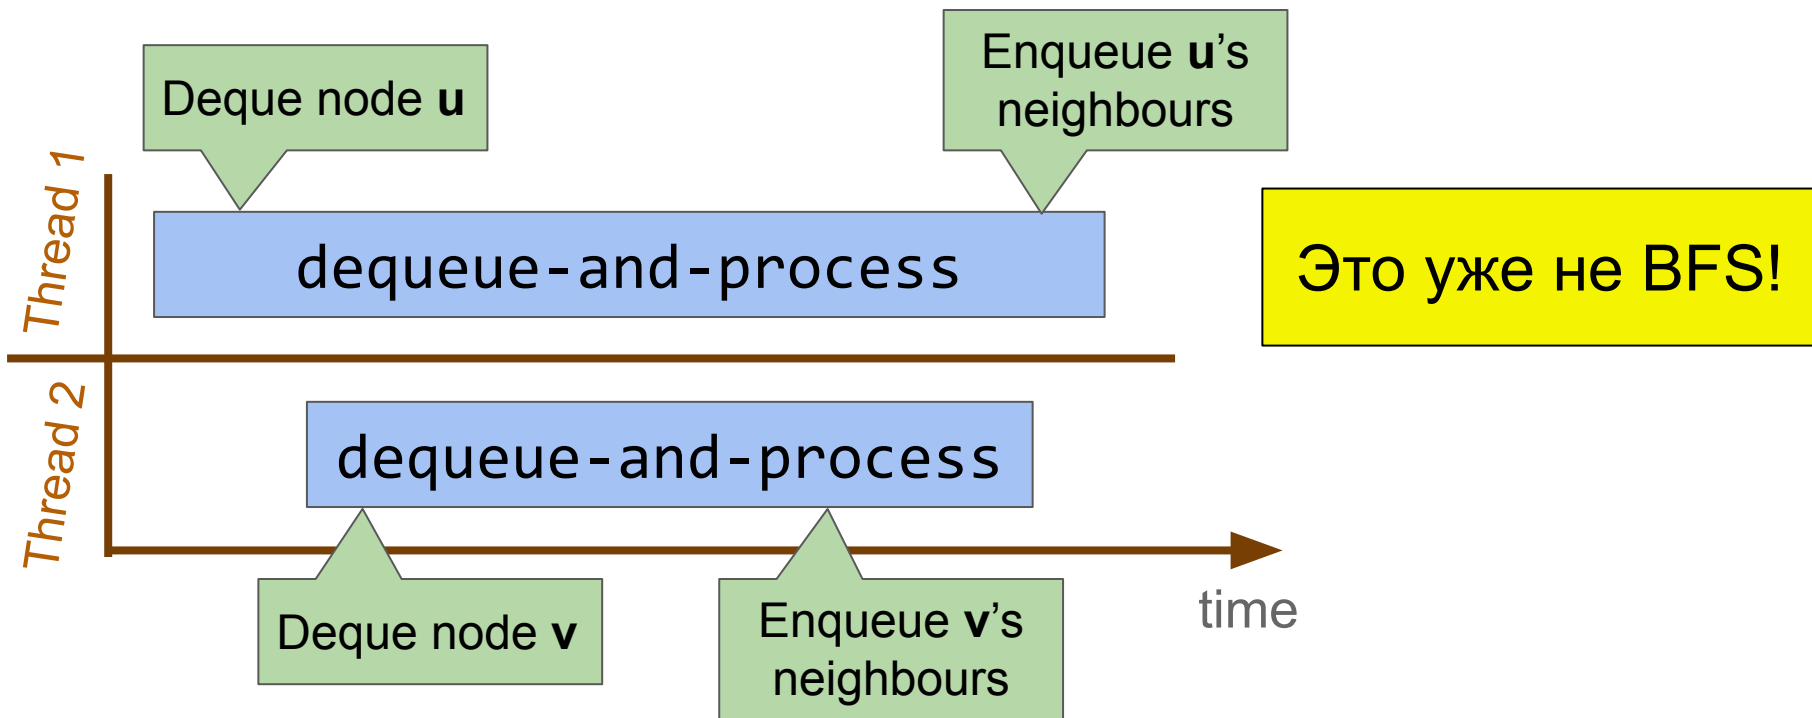 Deque node u
Enqueue u's
neighbours
Thread 1
dequeue-and-process
Это уже не BFS!
Thread 2
dequeue-and-process
Deque node v
Enqueue v's
neighbours
time